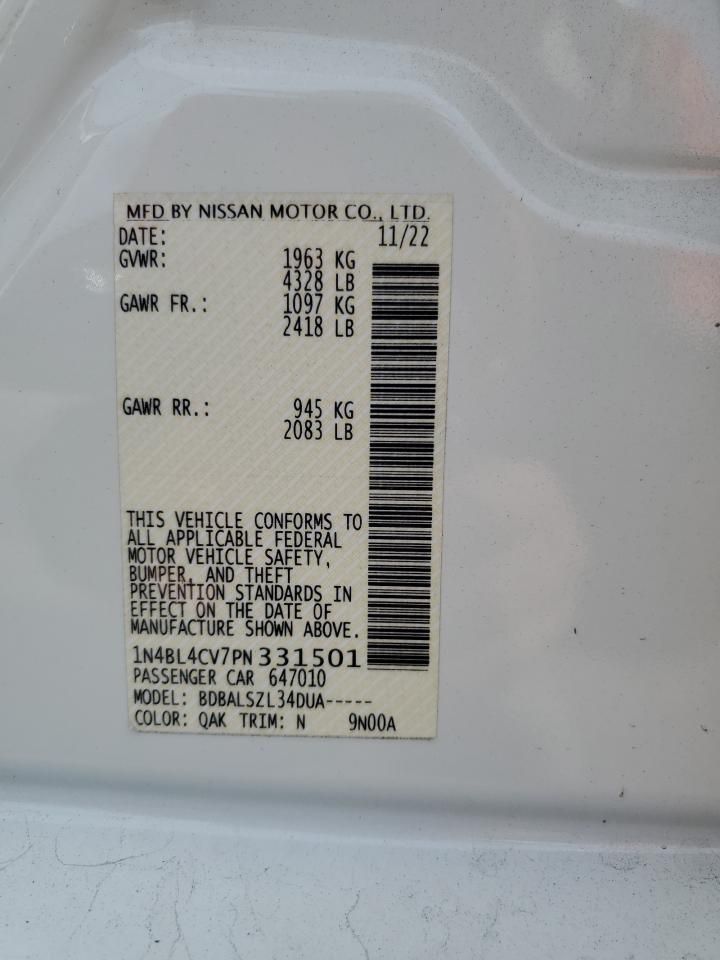 MFD BY NISSAN MOTOR CO., LTD.
DATE: 11/22
GVWR: 1963 KG
4328 LB
GAWR FR.: 1097 KG
2418 LB
GAWR RR.: 945 KG
2083 LB
THIS VEHICLE CONFORMS TO
ALL APPLICABLE FEDERAL
MOTOR VEHICLE SAFETY,
BUMPER, AND THEFT
PREVENTION STANDARDS IN
EFFECT ON THE DATE OF
MANUFACTURE SHOWN ABOVE.
1N4BL4CV7PN331501
PASSENGER CAR 647010
MODEL: BDBALSZL34DUA-----
COLOR: QAK TRIM: N 9N00A